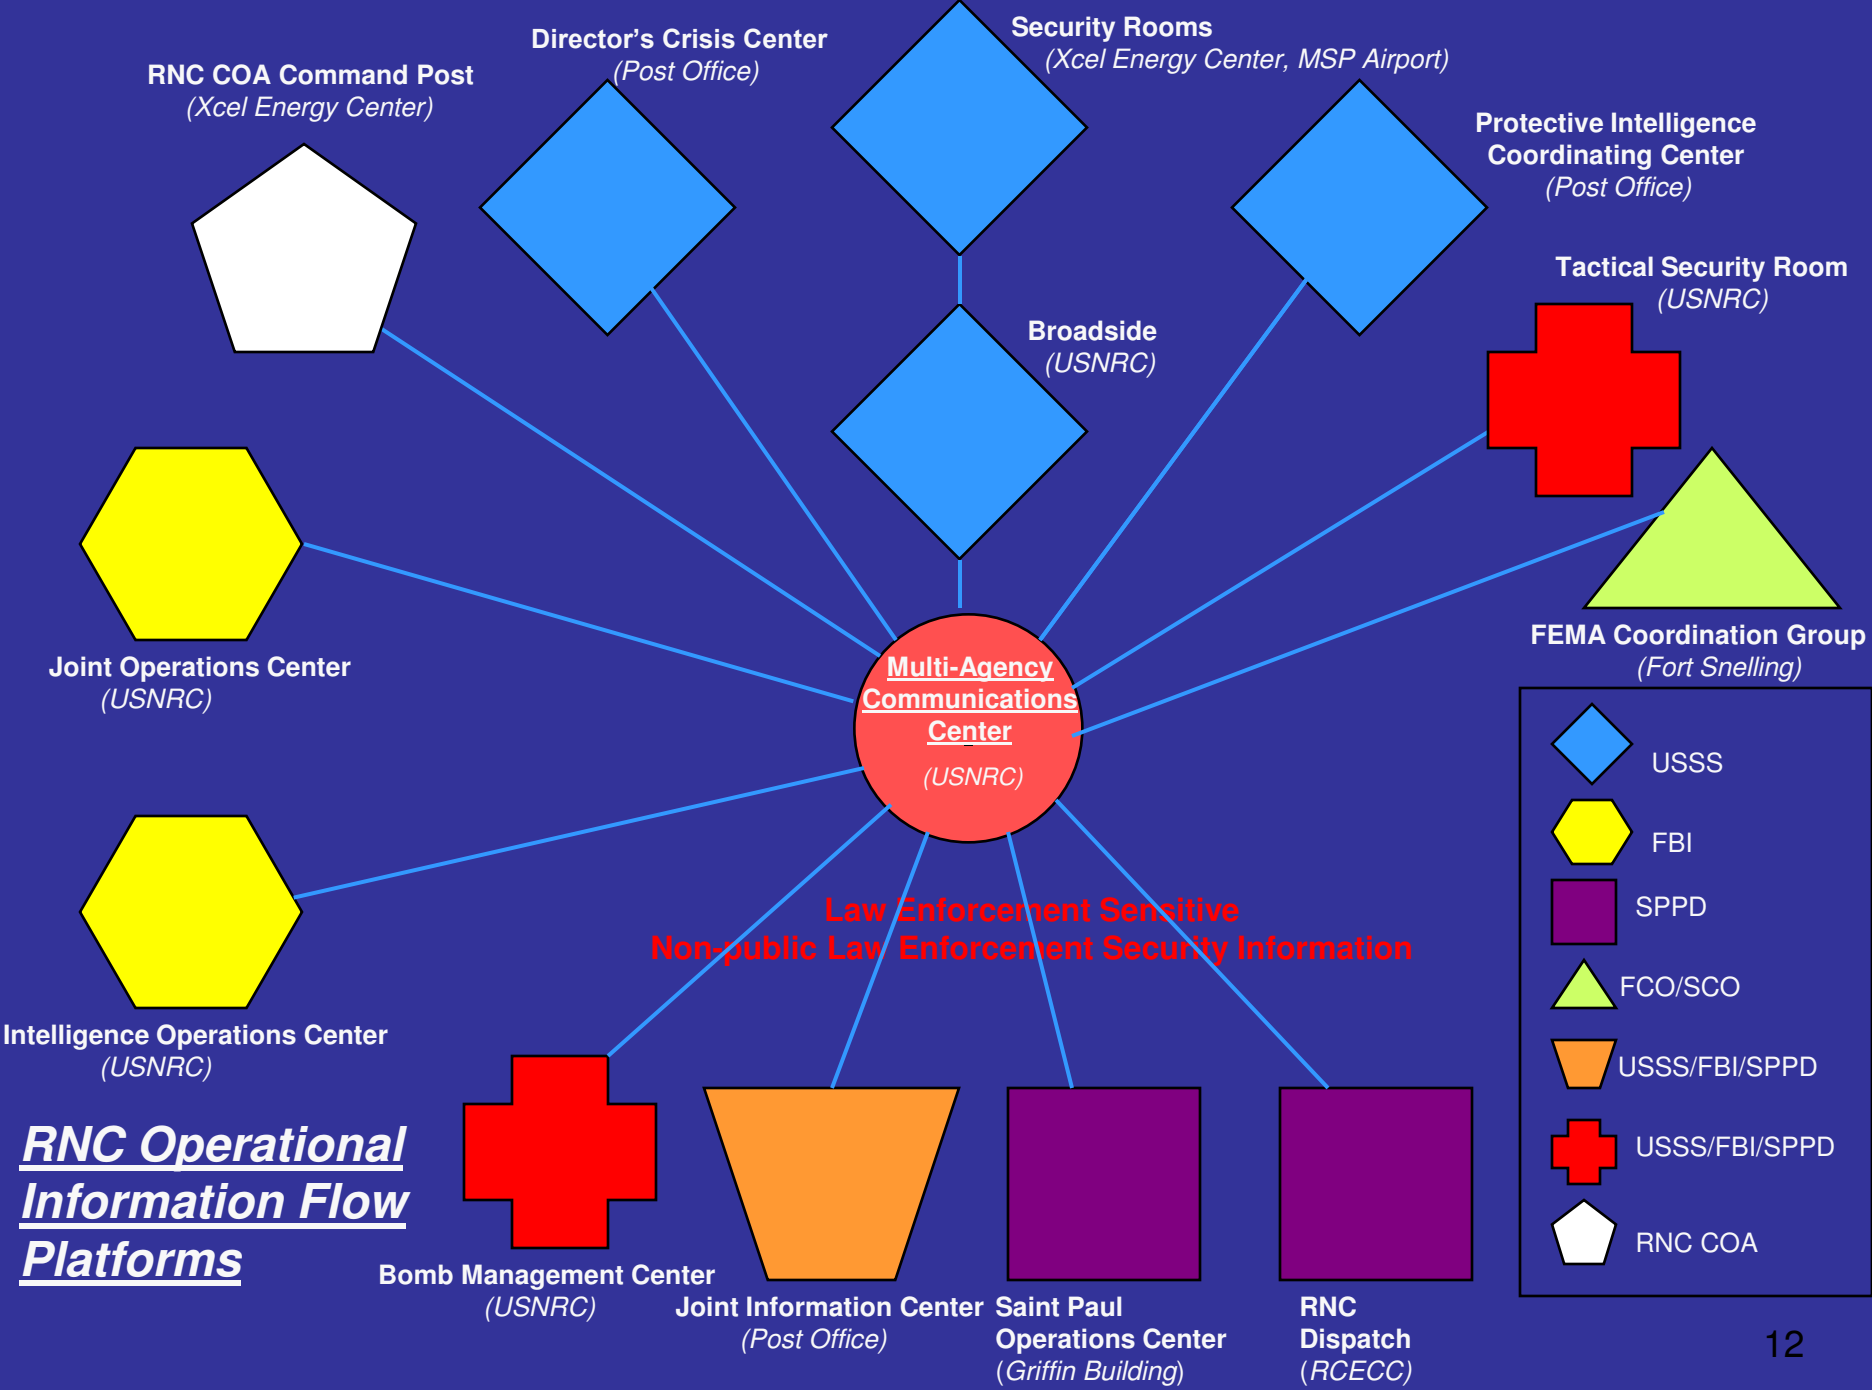 RNC COA Command Post
(Xcel Energy Center)
Director’s Crisis Center
(Post Office)
Security Rooms
(Xcel Energy Center, MSP Airport)
Protective Intelligence
Coordinating Center
(Post Office)
Tactical Security Room
(USNRC)
Broadside
(USNRC)
FEMA Coordination Group
(Fort Snelling)
Joint Operations Center
(USNRC)
Multi-Agency
Communications
Center
(USNRC)
Law Enforcement Sensitive
Non-public Law Enforcement Security Information
Intelligence Operations Center
(USNRC)
RNC Operational
Information Flow
Platforms
Bomb Management Center
(USNRC)
Joint Information Center
(Post Office)
Saint Paul
Operations Center
(Griffin Building)
RNC
Dispatch
(RCECC)
USSS
FBI
SPPD
FCO/SCO
USSS/FBI/SPPD
USSS/FBI/SPPD
RNC COA
12